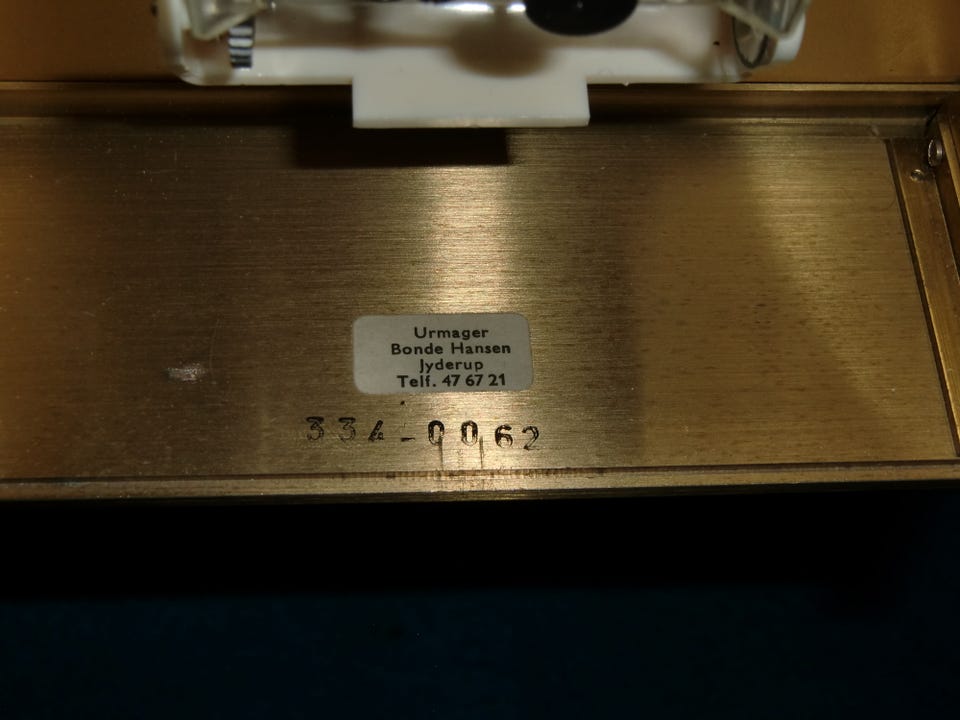 Urmager
Bonde Hansen
Jyderup
Telf. 47 67 21
334-0062